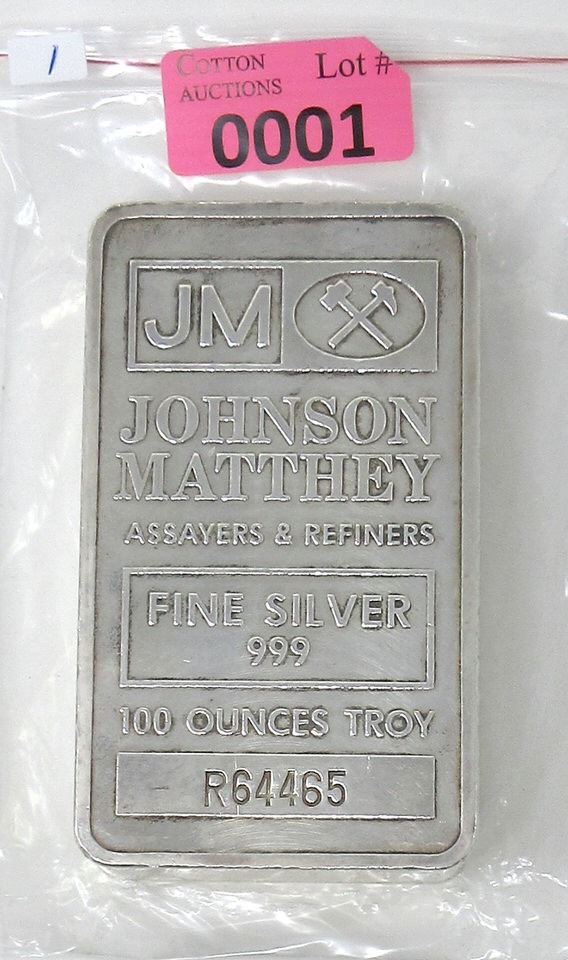 1
COTTON Lot #
AUCTIONS
0001
JM
JOHNSON
MATTHEY
ASSAYERS & REFINERS
FINE SILVER
999
100 OUNCES TROY
R64465